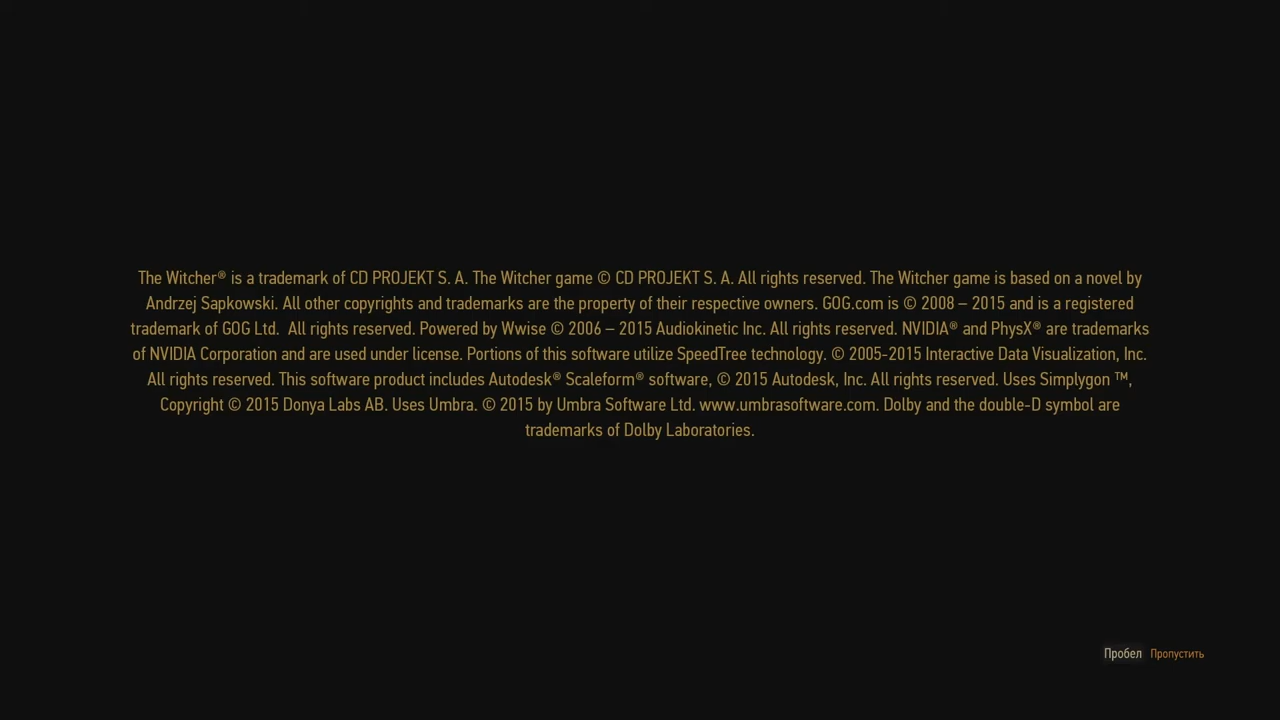 The Witcher® is a trademark of CD PROJEKT S. A. The Witcher game © CD PROJEKT S. A. All rights reserved. The Witcher game is based on a novel by
Andrzej Sapkowski. All other copyrights and trademarks are the property of their respective owners. GOG.com is © 2008 – 2015 and is a registered
trademark of GOG Ltd.  All rights reserved. Powered by Wwise © 2006 – 2015 Audiokinetic Inc. All rights reserved. NVIDIA® and PhysX® are trademarks
of NVIDIA Corporation and are used under license. Portions of this software utilize SpeedTree technology. © 2005-2015 Interactive Data Visualization, Inc.
All rights reserved. This software product includes Autodesk® Scaleform® software, © 2015 Autodesk, Inc. All rights reserved. Uses Simplygon ™,
Copyright © 2015 Donya Labs AB. Uses Umbra. © 2015 by Umbra Software Ltd. www.umbrasoftware.com. Dolby and the double-D symbol are
trademarks of Dolby Laboratories.
Пробел Пропустить